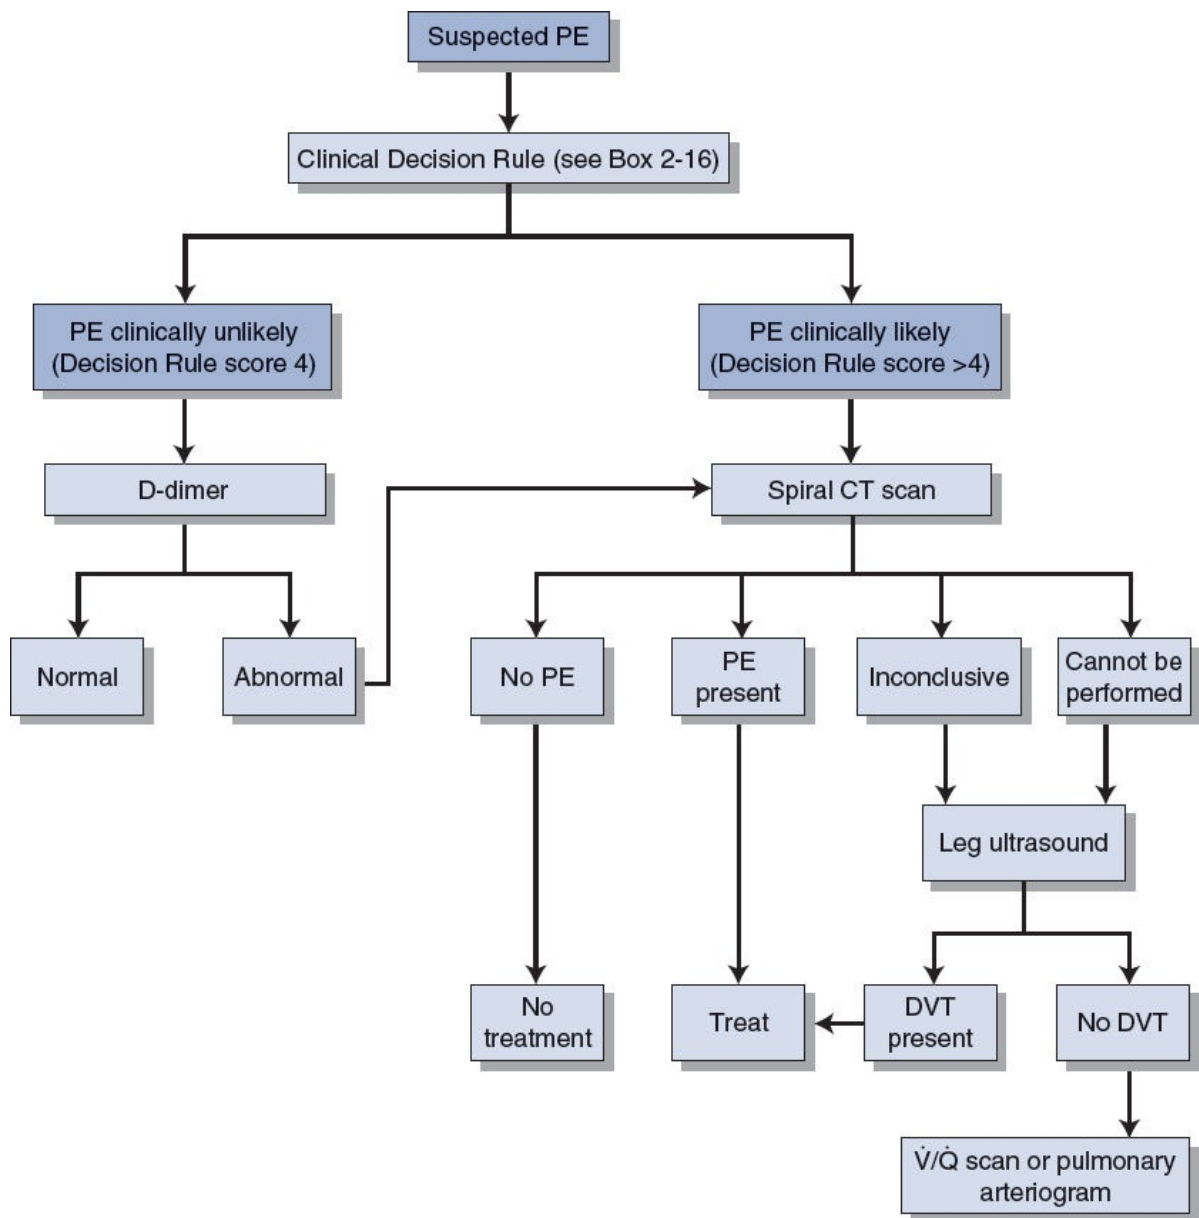 Suspected PE
Clinical Decision Rule (see Box 2-16)
PE clinically unlikely
(Decision Rule score 4)
PE clinically likely
(Decision Rule score >4)
D-dimer
Spiral CT scan
Normal
Abnormal
No PE
PE
present
Inconclusive
Cannot be
performed
Leg ultrasound
No
treatment
Treat
DVT
present
No DVT
V̇/Q̇ scan or pulmonary
arteriogram